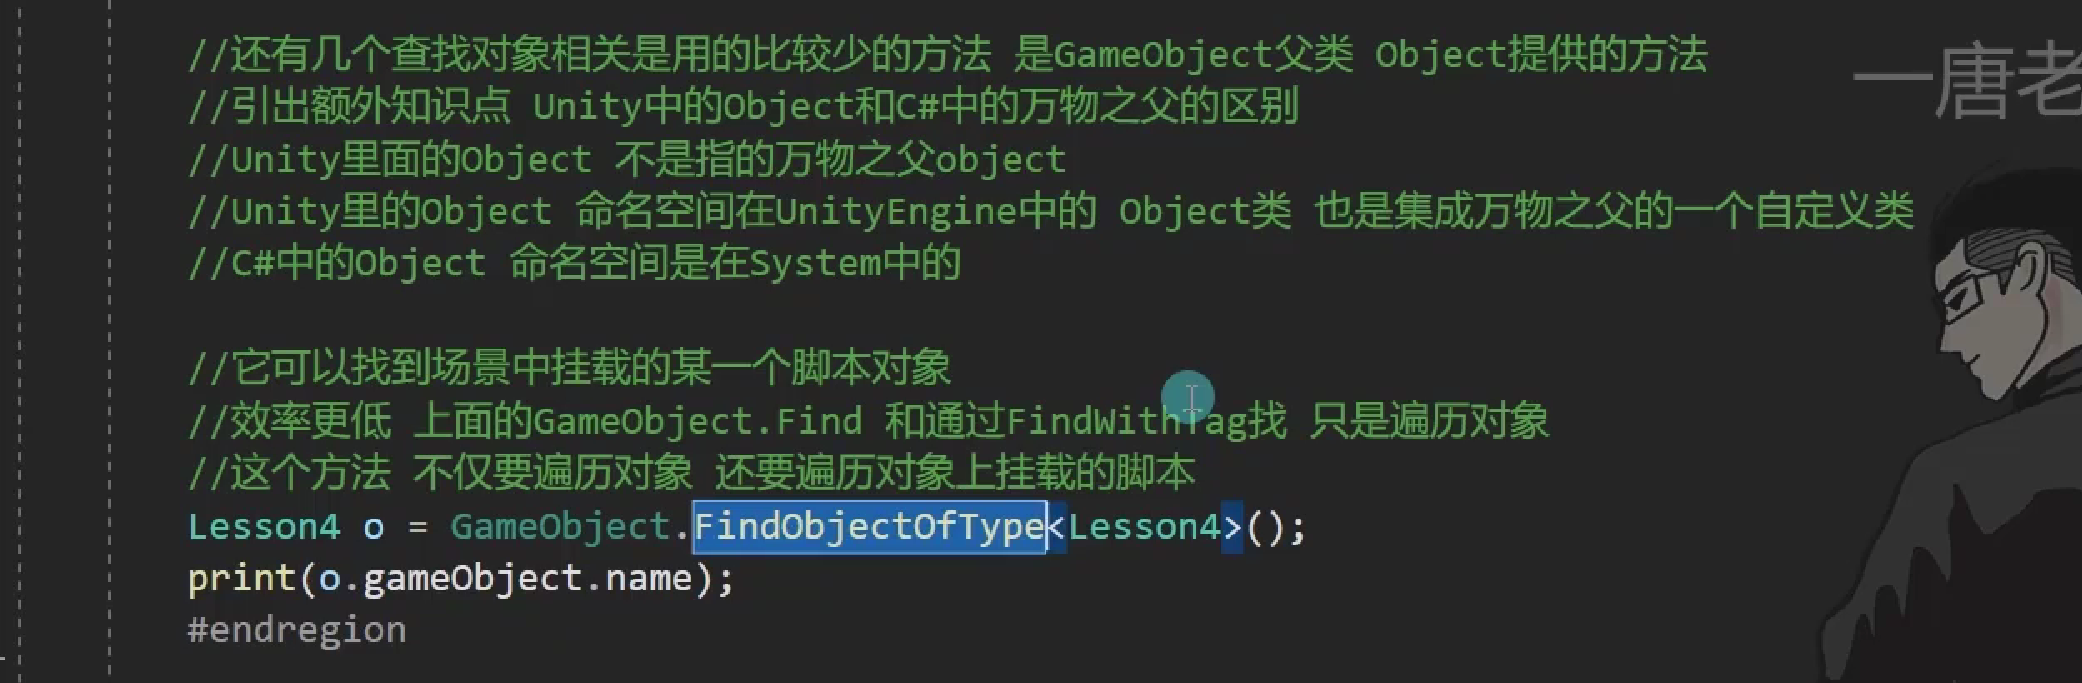 //还有几个查找对象相关是用的比较少的方法 是GameObject父类 Object提供的方法
//引出额外知识点 Unity中的Object和C#中的万物之父的区别
//Unity里面的Object 不是指的万物之父object
//Unity里的Object 命名空间在UnityEngine中的 Object类 也是集成万物之父的一个自定义类
//C#中的Object 命名空间是在System中的
//它可以找到场景中挂载的某一个脚本对象
//效率更低 上面的GameObject.Find 和通过FindWithTag找 只是遍历对象
//这个方法 不仅要遍历对象 还要遍历对象上挂载的脚本
Lesson4 o = GameObject.FindObjectOfType<Lesson4>();
print(o.gameObject.name);
#endregion
一唐老